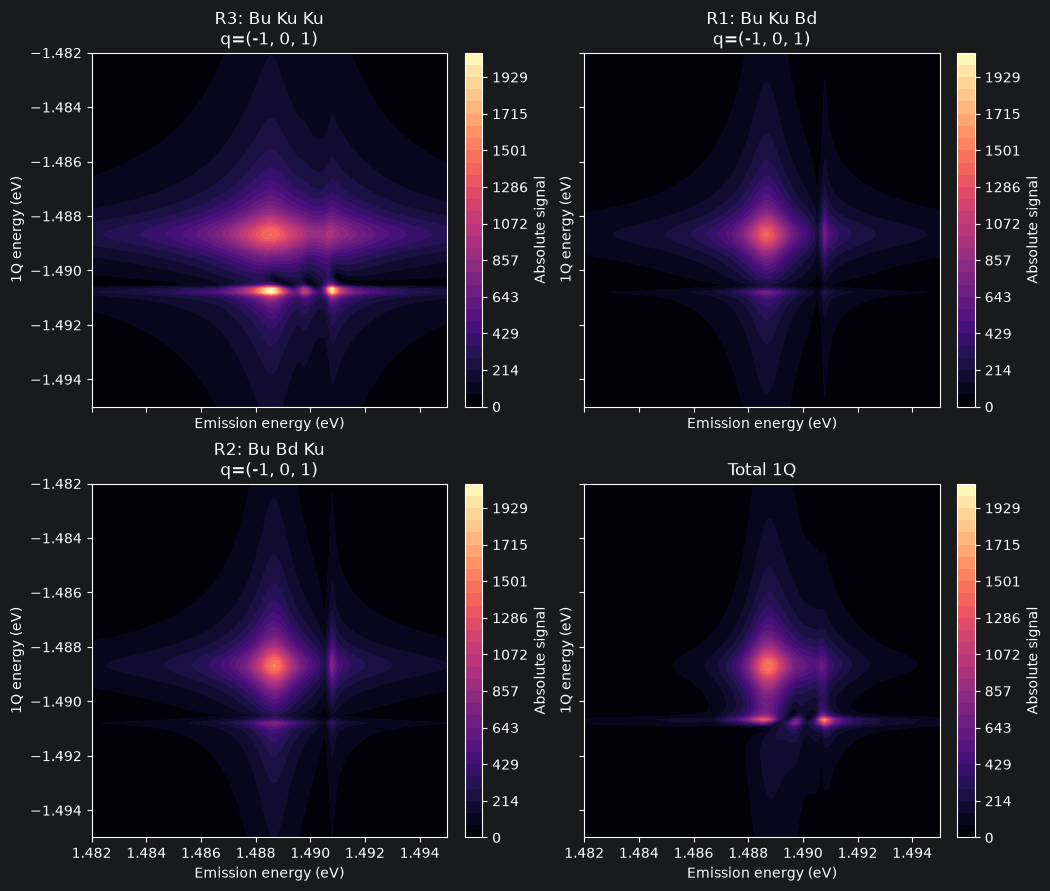 R3: Bu Ku Ku
q=(-1, 0, 1)
−1.482
−1.484
−1.486
−1.488
−1.490
−1.492
−1.494
1Q energy (eV)
Emission energy (eV)
1929
1715
1501
1286
1072
857
643
429
214
0
Absolute signal
R1: Bu Ku Bd
q=(-1, 0, 1)
1Q energy (eV)
Emission energy (eV)
1929
1715
1501
1286
1072
857
643
429
214
0
Absolute signal
R2: Bu Bd Ku
q=(-1, 0, 1)
−1.482
−1.484
−1.486
−1.488
−1.490
−1.492
−1.494
1Q energy (eV)
1.482 1.484 1.486 1.488 1.490 1.492 1.494
Emission energy (eV)
1929
1715
1501
1286
1072
857
643
429
214
0
Absolute signal
Total 1Q
1Q energy (eV)
1.482 1.484 1.486 1.488 1.490 1.492 1.494
Emission energy (eV)
1929
1715
1501
1286
1072
857
643
429
214
0
Absolute signal